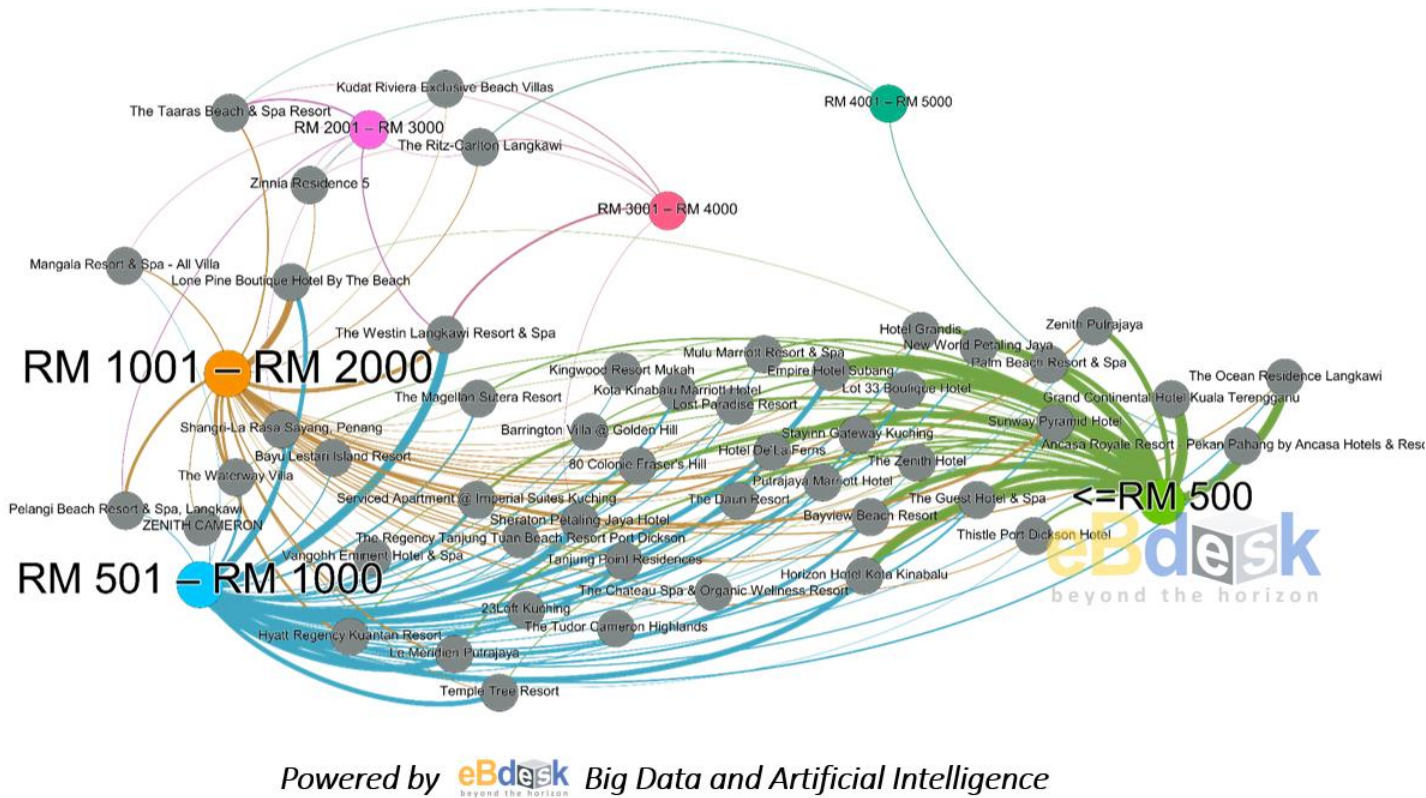 Kudat Riviera Exclusive Beach Villas
RM 4001 – RM 5000
The Taaras Beach & Spa Resort
RM 2001 – RM 3000
The Ritz-Carlton Langkawi
Zinnia Residence 5
RM 3001 – RM 4000
Mangala Resort & Spa - All Villa
Lone Pine Boutique Hotel By The Beach
The Westin Langkawi Resort & Spa
Hotel Grandis
Zenith Putrajaya
New World Petaling Jaya
Mulu Marriott Resort & Spa
Palm Beach Resort & Spa
RM 1001 – RM 2000
Kingwood Resort Mukah
Empire Hotel Subang
The Ocean Residence Langkawi
Kota Kinabalu Marriott Hotel
Lot 33 Boutique Hotel
The Magellan Sutera Resort
Grand Continental Hotel Kuala Terengganu
Lost Paradise Resort
Sunway Pyramid Hotel
Shangri-La Rasa Sayang, Penang
Barrington Villa @ Golden Hill
Stayinn Gateway Kuching
Ancasa Royale Resort - Pekan Pahang by Ancasa Hotels & Reso
Hotel De'La Ferns
Bayu Lestari Island Resort
80 Colonie Fraser's Hill
The Zenith Hotel
The Waterway Villa
Putrajaya Marriott Hotel
Serviced Apartment @ Imperial Suites Kuching
The Daun Resort
The Guest Hotel & Spa
<=RM 500
Pelangi Beach Resort & Spa, Langkawi
Sheraton Petaling Jaya Hotel
Bayview Beach Resort
ZENITH CAMERON
The Regency Tanjung Tuan Beach Resort Port Dickson
Thistle Port Dickson Hotel
Vangohh Eminent Hotel & Spa
Tanjung Point Residences
eBdesk
beyond the horizon
RM 501 – RM 1000
Horizon Hotel Kota Kinabalu
The Chateau Spa & Organic Wellness Resort
23Loft Kuching
The Tudor Cameron Highlands
Hyatt Regency Kuantan Resort
Le Meridien Putrajaya
Temple Tree Resort
Powered by eBdesk Big Data and Artificial Intelligence
beyond the horizon